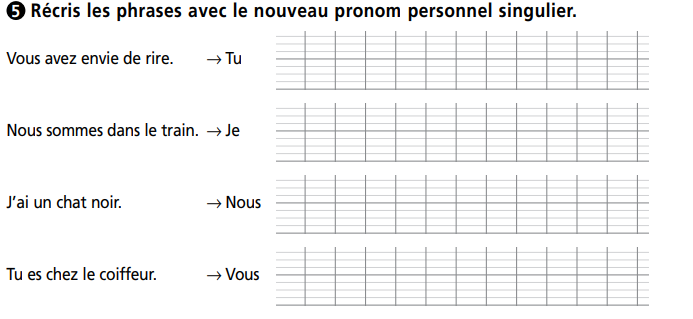 5 Récris les phrases avec le nouveau pronom personnel singulier.
Vous avez envie de rire. → Tu
Nous sommes dans le train. → Je
J’ai un chat noir. → Nous
Tu es chez le coiffeur. → Vous